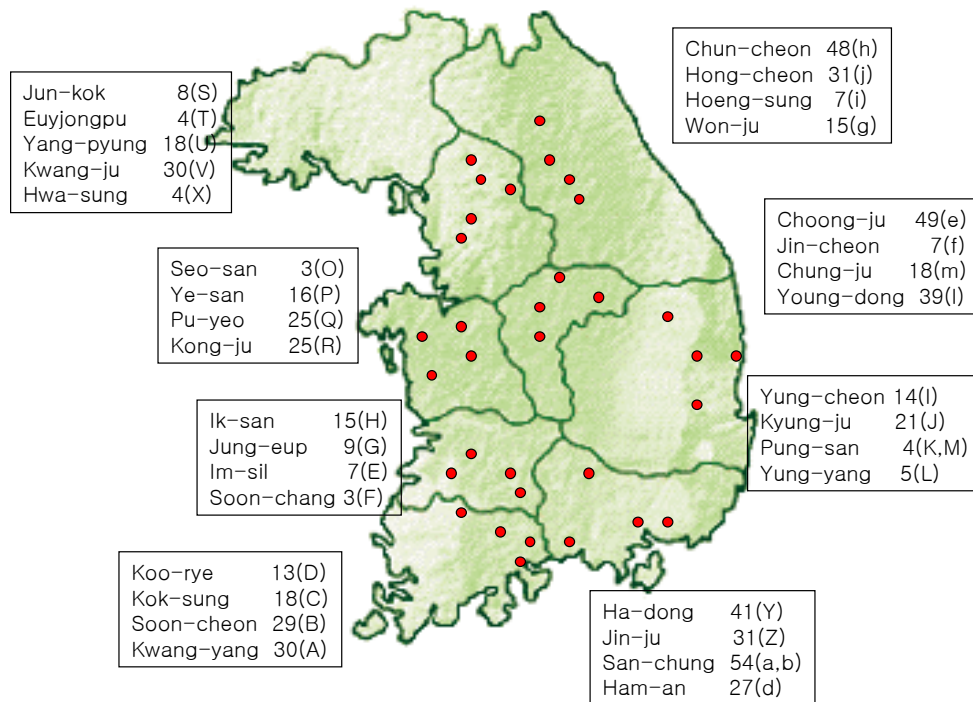 Chun-cheon 48(h)
Hong-cheon 31(j)
Hoeng-sung 7(i)
Won-ju 15(g)
Jun-kok 8(S)
Euyjongpu 4(T)
Yang-pyung 18(U)
Kwang-ju 30(V)
Hwa-sung 4(X)
Choong-ju 49(e)
Jin-cheon 7(f)
Chung-ju 18(m)
Young-dong 39(l)
Seo-san 3(O)
Ye-san 16(P)
Pu-yeo 25(Q)
Kong-ju 25(R)
Yung-cheon 14(I)
Kyung-ju 21(J)
Pung-san 4(K,M)
Yung-yang 5(L)
Ik-san 15(H)
Jung-eup 9(G)
Im-sil 7(E)
Soon-chang 3(F)
Koo-rye 13(D)
Kok-sung 18(C)
Soon-cheon 29(B)
Kwang-yang 30(A)
Ha-dong 41(Y)
Jin-ju 31(Z)
San-chung 54(a,b)
Ham-an 27(d)